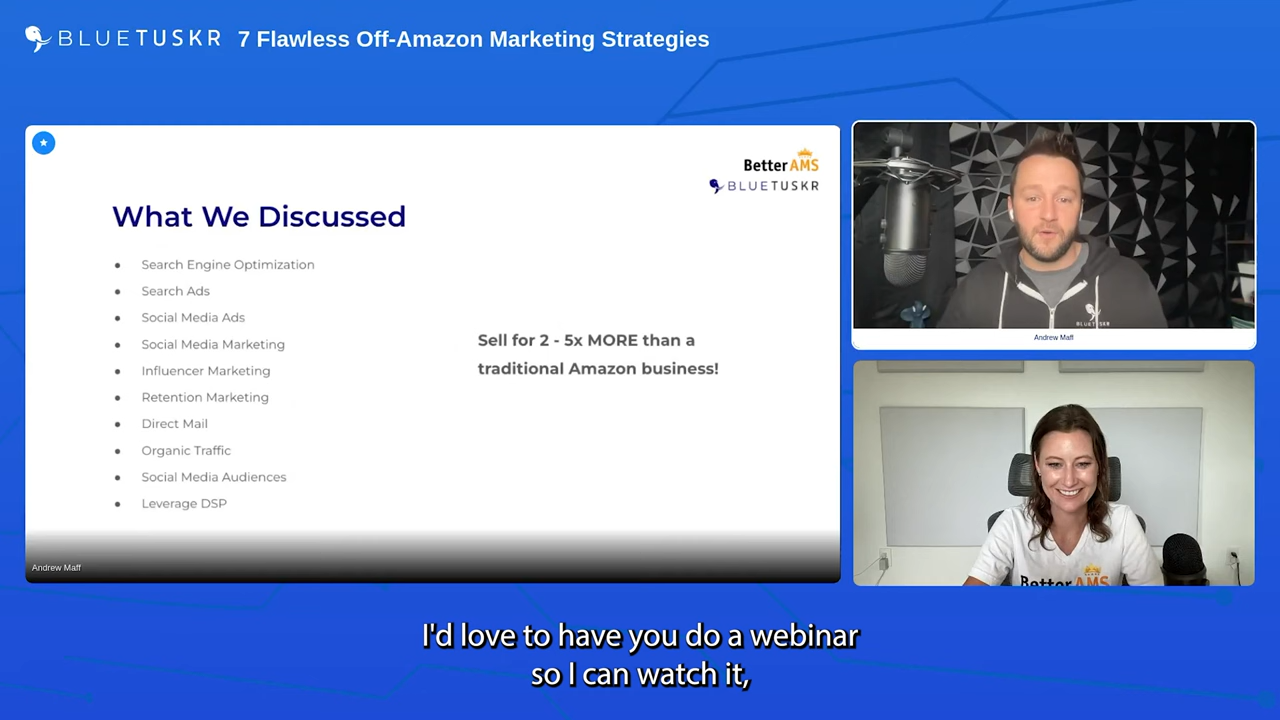 BLUETUSKR 7 Flawless Off-Amazon Marketing Strategies
BetterAMS
BLUETUSKR
What We Discussed
• Search Engine Optimization
• Search Ads
• Social Media Ads
• Social Media Marketing
• Influencer Marketing
• Retention Marketing
• Direct Mail
• Organic Traffic
• Social Media Audiences
• Leverage DSP
Sell for 2 - 5x MORE than a
traditional Amazon business!
Andrew Maff
BLUETUSKR
Andrew Maff
BetterAMS
I'd love to have you do a webinar
so I can watch it,